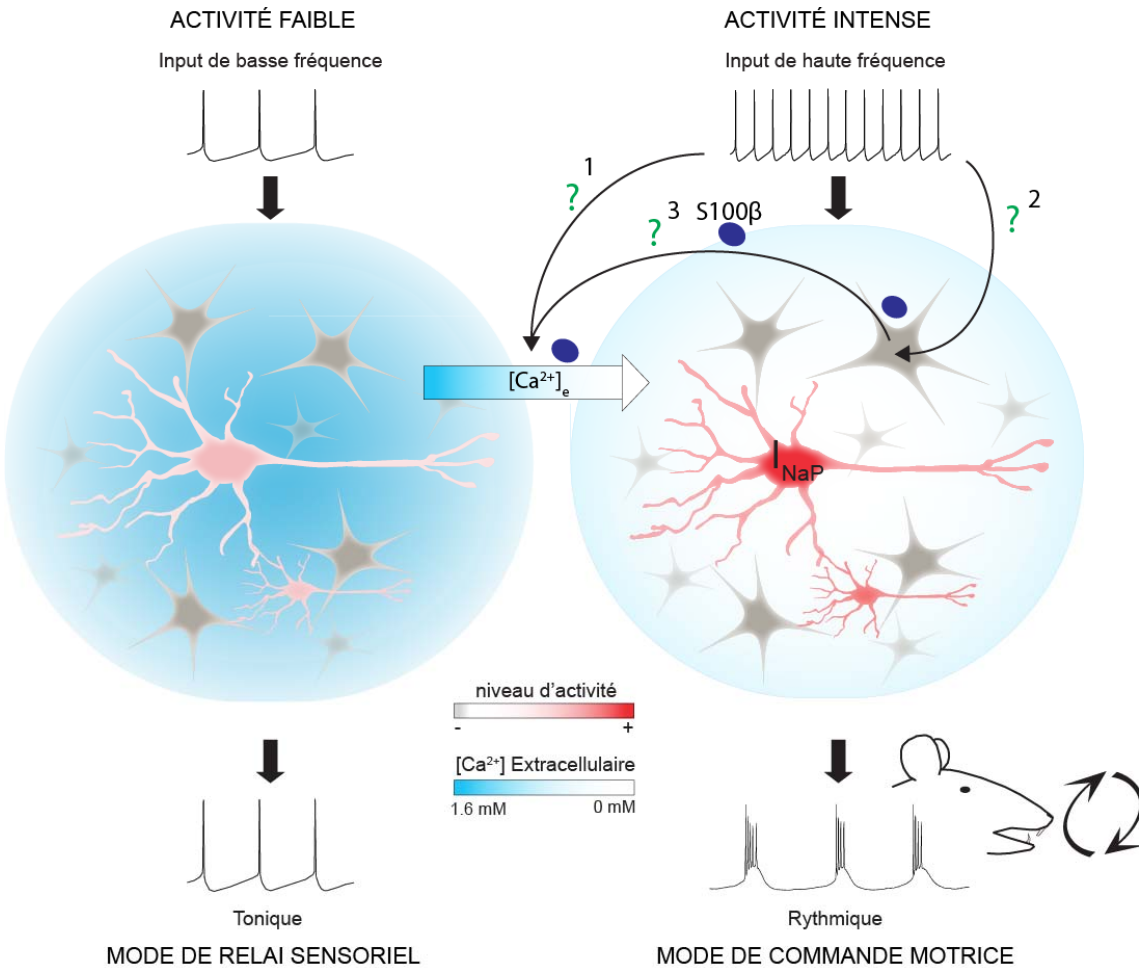 ACTIVITÉ FAIBLE
Input de basse fréquence
ACTIVITÉ INTENSE
Input de haute fréquence
? 1
? 2
? 3
S100β
[Ca²⁺]ₑ
I NaP
niveau d'activité
- +
[Ca²⁺] Extracellulaire
1.6 mM 0 mM
Tonique
MODE DE RELAI SENSORIEL
Rythmique
MODE DE COMMANDE MOTRICE